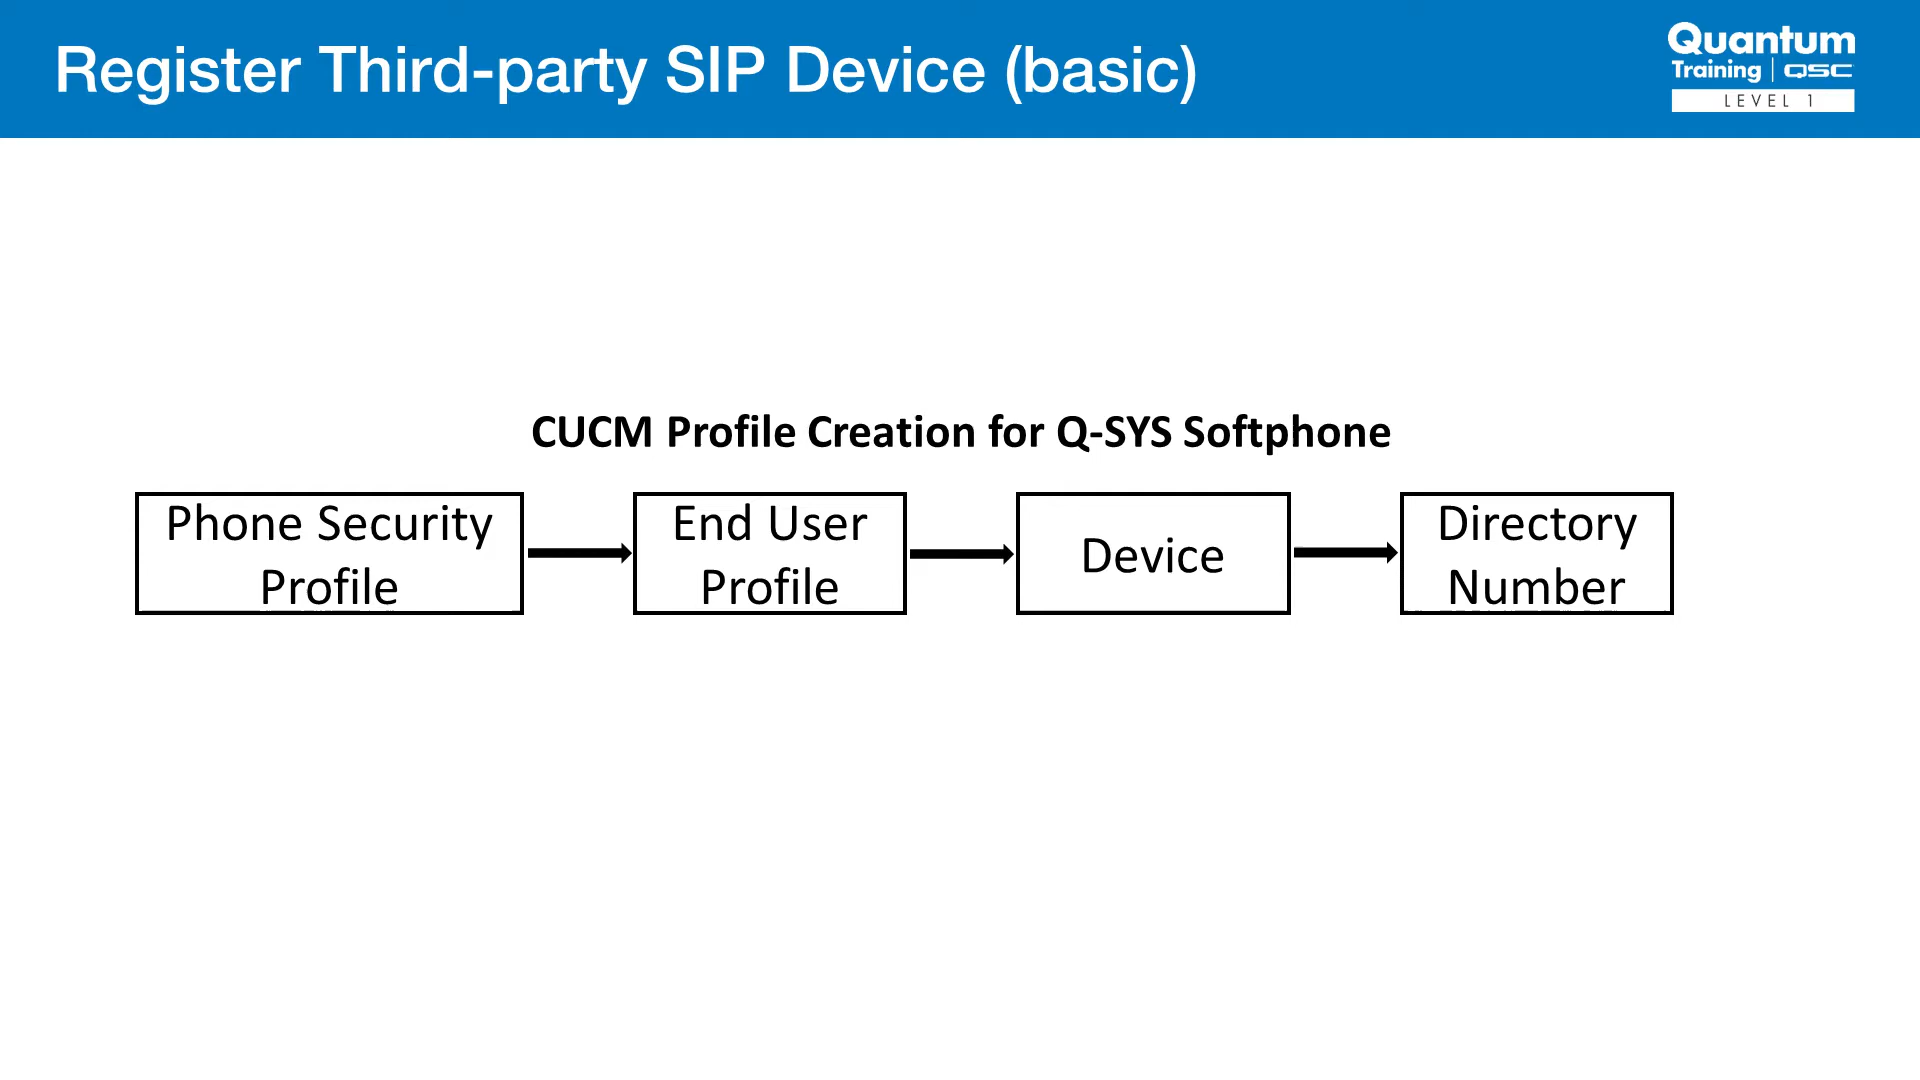 Register Third-party SIP Device (basic)
Quantum
Training | QSC
LEVEL 1
CUCM Profile Creation for Q-SYS Softphone
Phone Security
Profile
End User
Profile
Device
Directory
Number